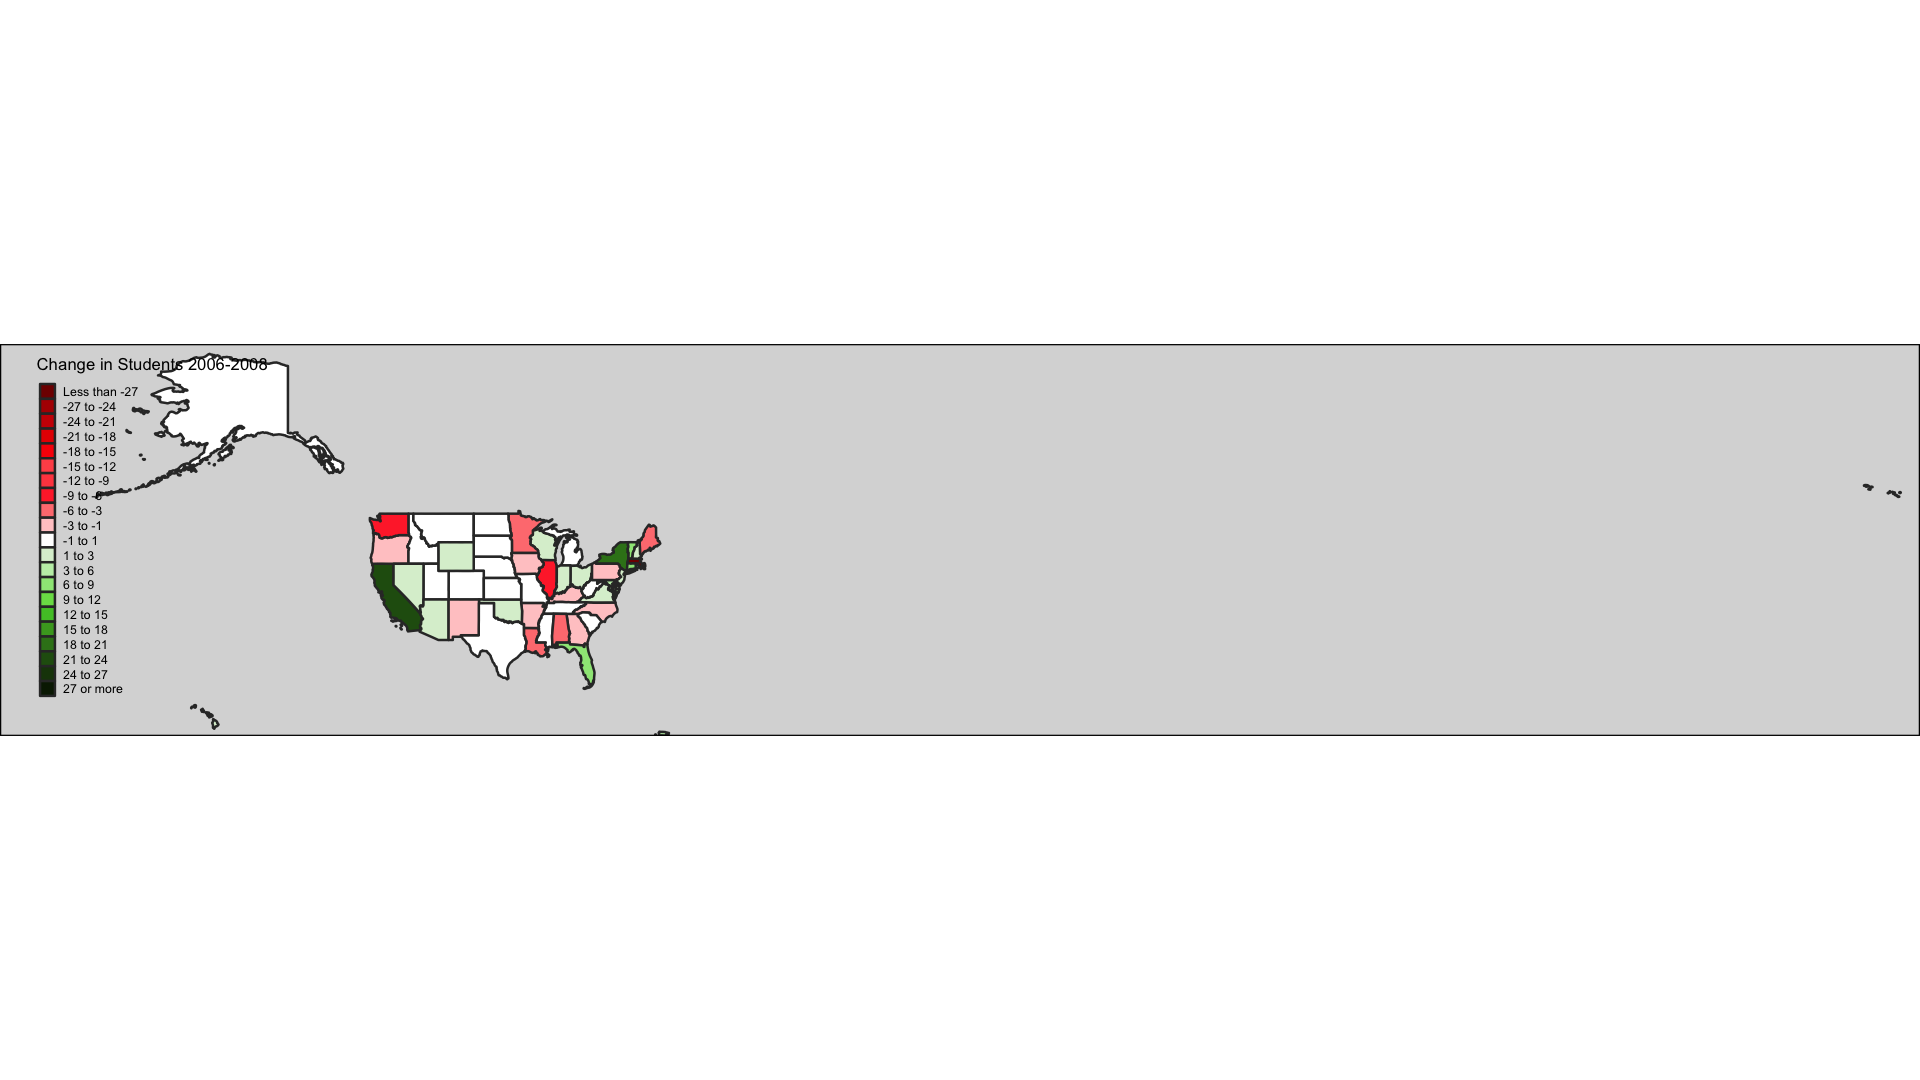 Change in Students 2006-2008
Less than -27
-27 to -24
-24 to -21
-21 to -18
-18 to -15
-15 to -12
-12 to -9
-9 to -6
-6 to -3
-3 to -1
-1 to 1
1 to 3
3 to 6
6 to 9
9 to 12
12 to 15
15 to 18
18 to 21
21 to 24
24 to 27
27 or more